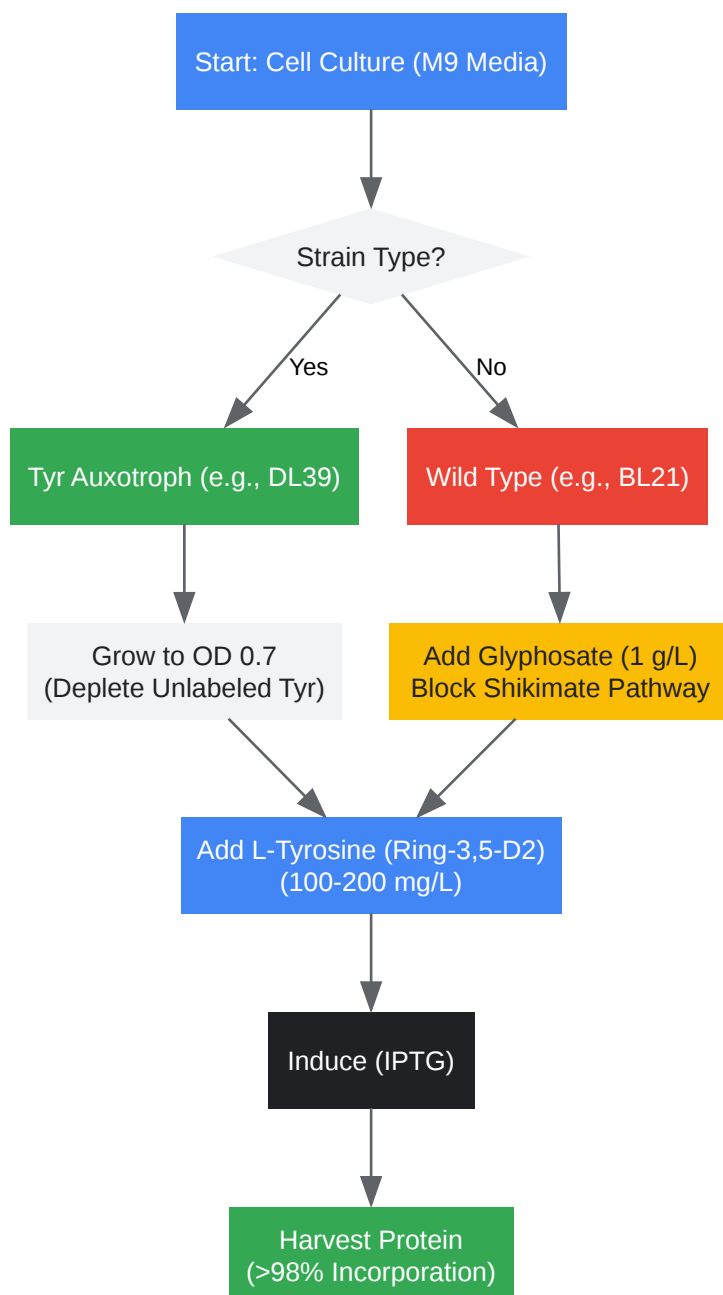 Start: Cell Culture (M9 Media)
Strain Type?
Yes
No
Tyr Auxotroph (e.g., DL39)
Wild Type (e.g., BL21)
Grow to OD 0.7
(Deplete Unlabeled Tyr)
Add Glyphosate (1 g/L)
Block Shikimate Pathway
Add L-Tyrosine (Ring-3,5-D2)
(100-200 mg/L)
Induce (IPTG)
Harvest Protein
(>98% Incorporation)